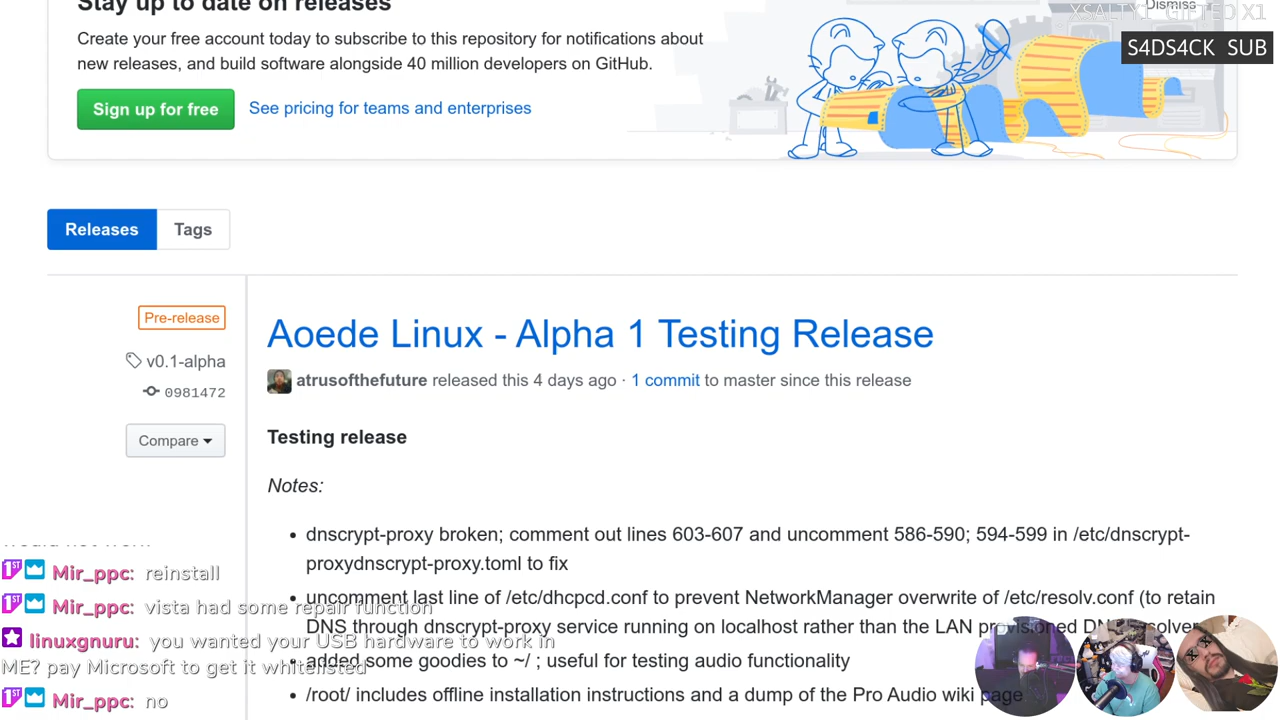 Stay up to date on releases
Dismiss
XSALTYX1 GIFTED X1
Create your free account today to subscribe to this repository for notifications about
new releases, and build software alongside 40 million developers on GitHub.
S4DS4CK SUB
Sign up for free
See pricing for teams and enterprises
Releases
Tags
Pre-release
v0.1-alpha
0981472
Compare
Aoede Linux - Alpha 1 Testing Release
atrusofthefuture released this 4 days ago · 1 commit to master since this release
Testing release
Notes:
• dnscrypt-proxy broken; comment out lines 603-607 and uncomment 586-590; 594-599 in /etc/dnscrypt-
proxydnscrypt-proxy.toml to fix
• uncomment last line of /etc/dhcpcd.conf to prevent NetworkManager overwrite of /etc/resolv.conf (to retain
DNS through dnscrypt-proxy service running on localhost rather than the LAN provisioned DNS resolver
• added some goodies to ~/ ; useful for testing audio functionality
• /root/ includes offline installation instructions and a dump of the Pro Audio wiki page
Mir_ppc: reinstall
Mir_ppc: vista had some repair function
linuxgnuru: you wanted your USB hardware to work in
ME? pay Microsoft to get it whitelisted
Mir_ppc: no